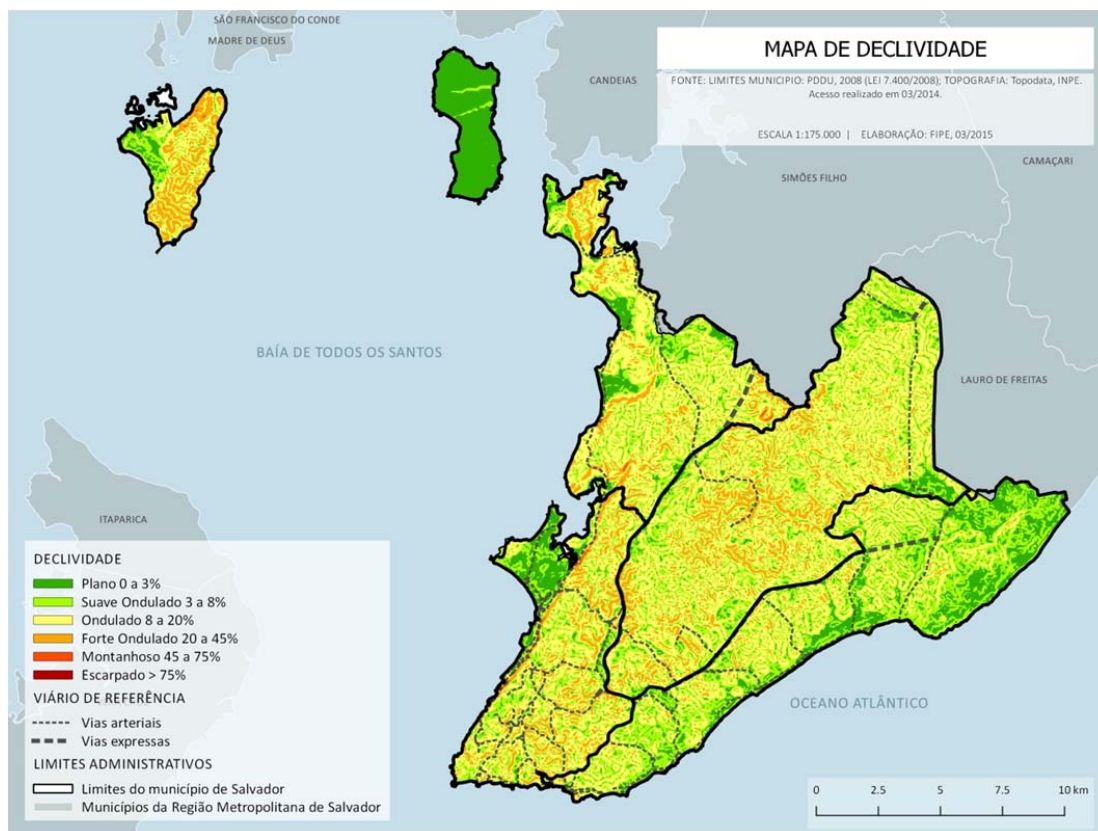 SÃO FRANCISCO DO CONDE
MADRE DE DEUS
CANDEIAS
MAPA DE DECLIVIDADE
FONTE: LIMITES MUNICIPIO: PDDU, 2008 (LEI 7.400/2008); TOPOGRAFIA: Topodata, INPE.
Acesso realizado em 03/2014.
ESCALA 1:175.000 | ELABORAÇÃO: FIPE, 03/2015
CAMAÇARI
SIMÕES FILHO
BAÍA DE TODOS OS SANTOS
LAURO DE FREITAS
ITAPARICA
DECLIVIDADE
Plano 0 a 3%
Suave Ondulado 3 a 8%
Ondulado 8 a 20%
Forte Ondulado 20 a 45%
Montanhoso 45 a 75%
Escarpado > 75%
VIÁRIO DE REFERÊNCIA
Vias arteriais
Vias expressas
LIMITES ADMINISTRATIVOS
Limites do município de Salvador
Municípios da Região Metropolitana de Salvador
OCEANO ATLÂNTICO
0 2.5 5 7.5 10 km